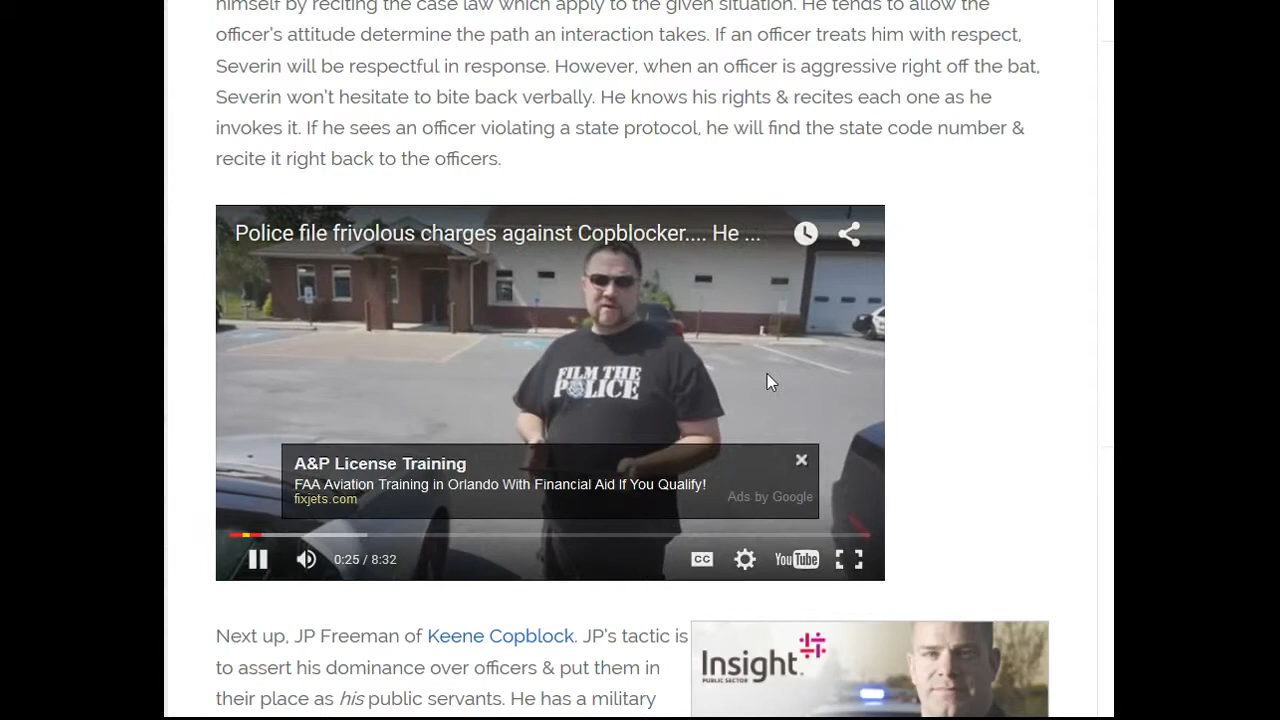 himself by reciting the case law which apply to the given situation. He tends to allow the
officer's attitude determine the path an interaction takes. If an officer treats him with respect,
Severin will be respectful in response. However, when an officer is aggressive right off the bat,
Severin won't hesitate to bite back verbally. He knows his rights & recites each one as he
invokes it. If he sees an officer violating a state protocol, he will find the state code number &
recite it right back to the officers.
Police file frivolous charges against Copblocker.... He ...
FILM THE
POLICE
A&P License Training
FAA Aviation Training in Orlando With Financial Aid If You Qualify!
fixjets.com
Ads by Google
0:25 / 8:32
CC
YouTube
Next up, JP Freeman of Keene Copblock. JP's tactic is
to assert his dominance over officers & put them in
their place as his public servants. He has a military
Insight
PUBLIC SECTOR